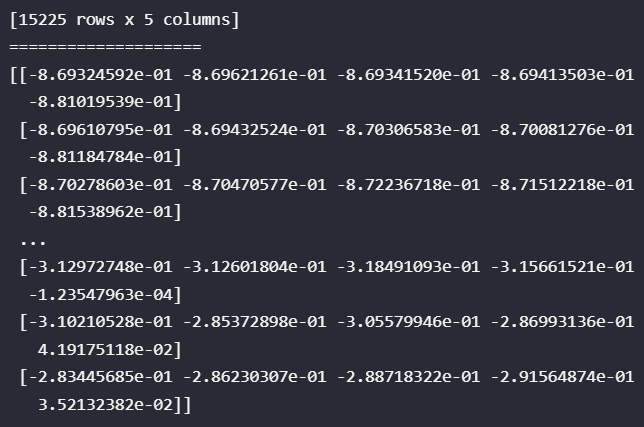 [15225 rows x 5 columns]
====================
[[-8.69324592e-01 -8.69621261e-01 -8.69341520e-01 -8.69413503e-01
-8.81019539e-01]
[-8.69610795e-01 -8.69432524e-01 -8.70306583e-01 -8.70081276e-01
-8.81184784e-01]
[-8.70278603e-01 -8.70470577e-01 -8.72236718e-01 -8.71512218e-01
-8.81538962e-01]
...
[-3.12972748e-01 -3.12601804e-01 -3.18491093e-01 -3.15661521e-01
-1.23547963e-04]
[-3.10210528e-01 -2.85372898e-01 -3.05579946e-01 -2.86993136e-01
4.19175118e-02]
[-2.83445685e-01 -2.86230307e-01 -2.88718322e-01 -2.91564874e-01
3.52132382e-02]]